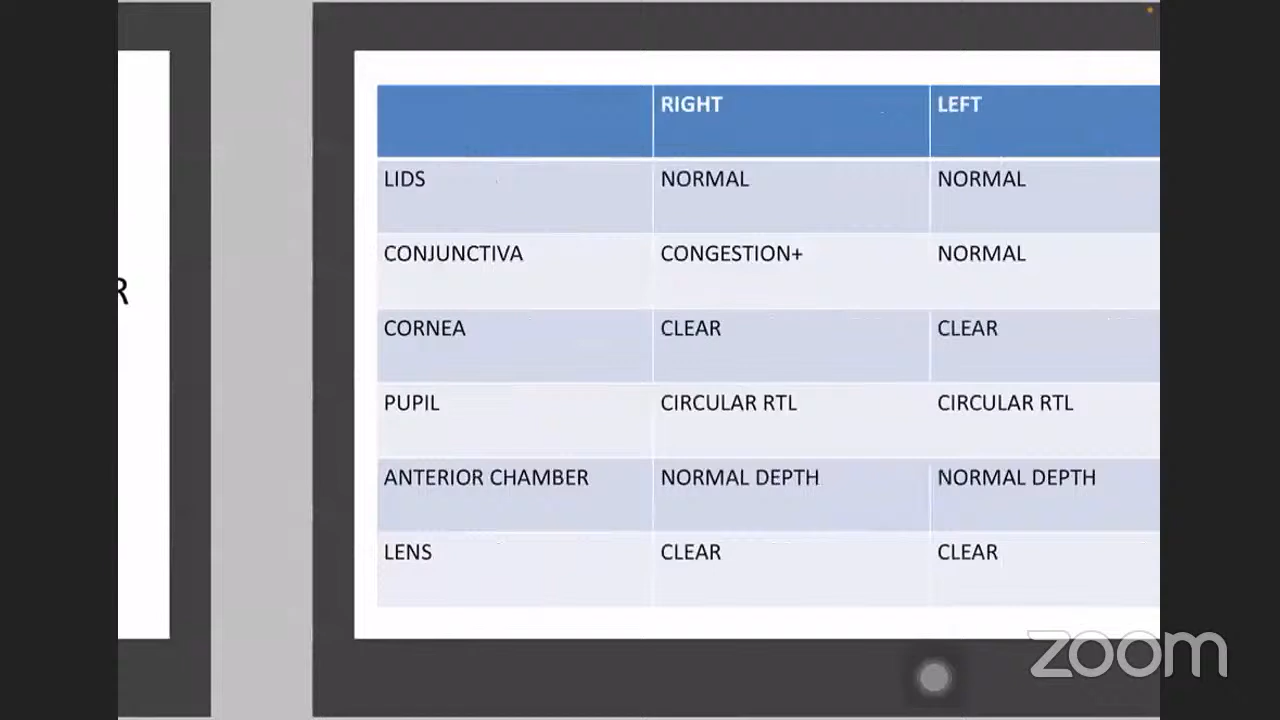 R
RIGHT LEFT
LIDS NORMAL NORMAL
CONJUNCTIVA CONGESTION+ NORMAL
CORNEA CLEAR CLEAR
PUPIL CIRCULAR RTL CIRCULAR RTL
ANTERIOR CHAMBER NORMAL DEPTH NORMAL DEPTH
LENS CLEAR CLEAR
zoom